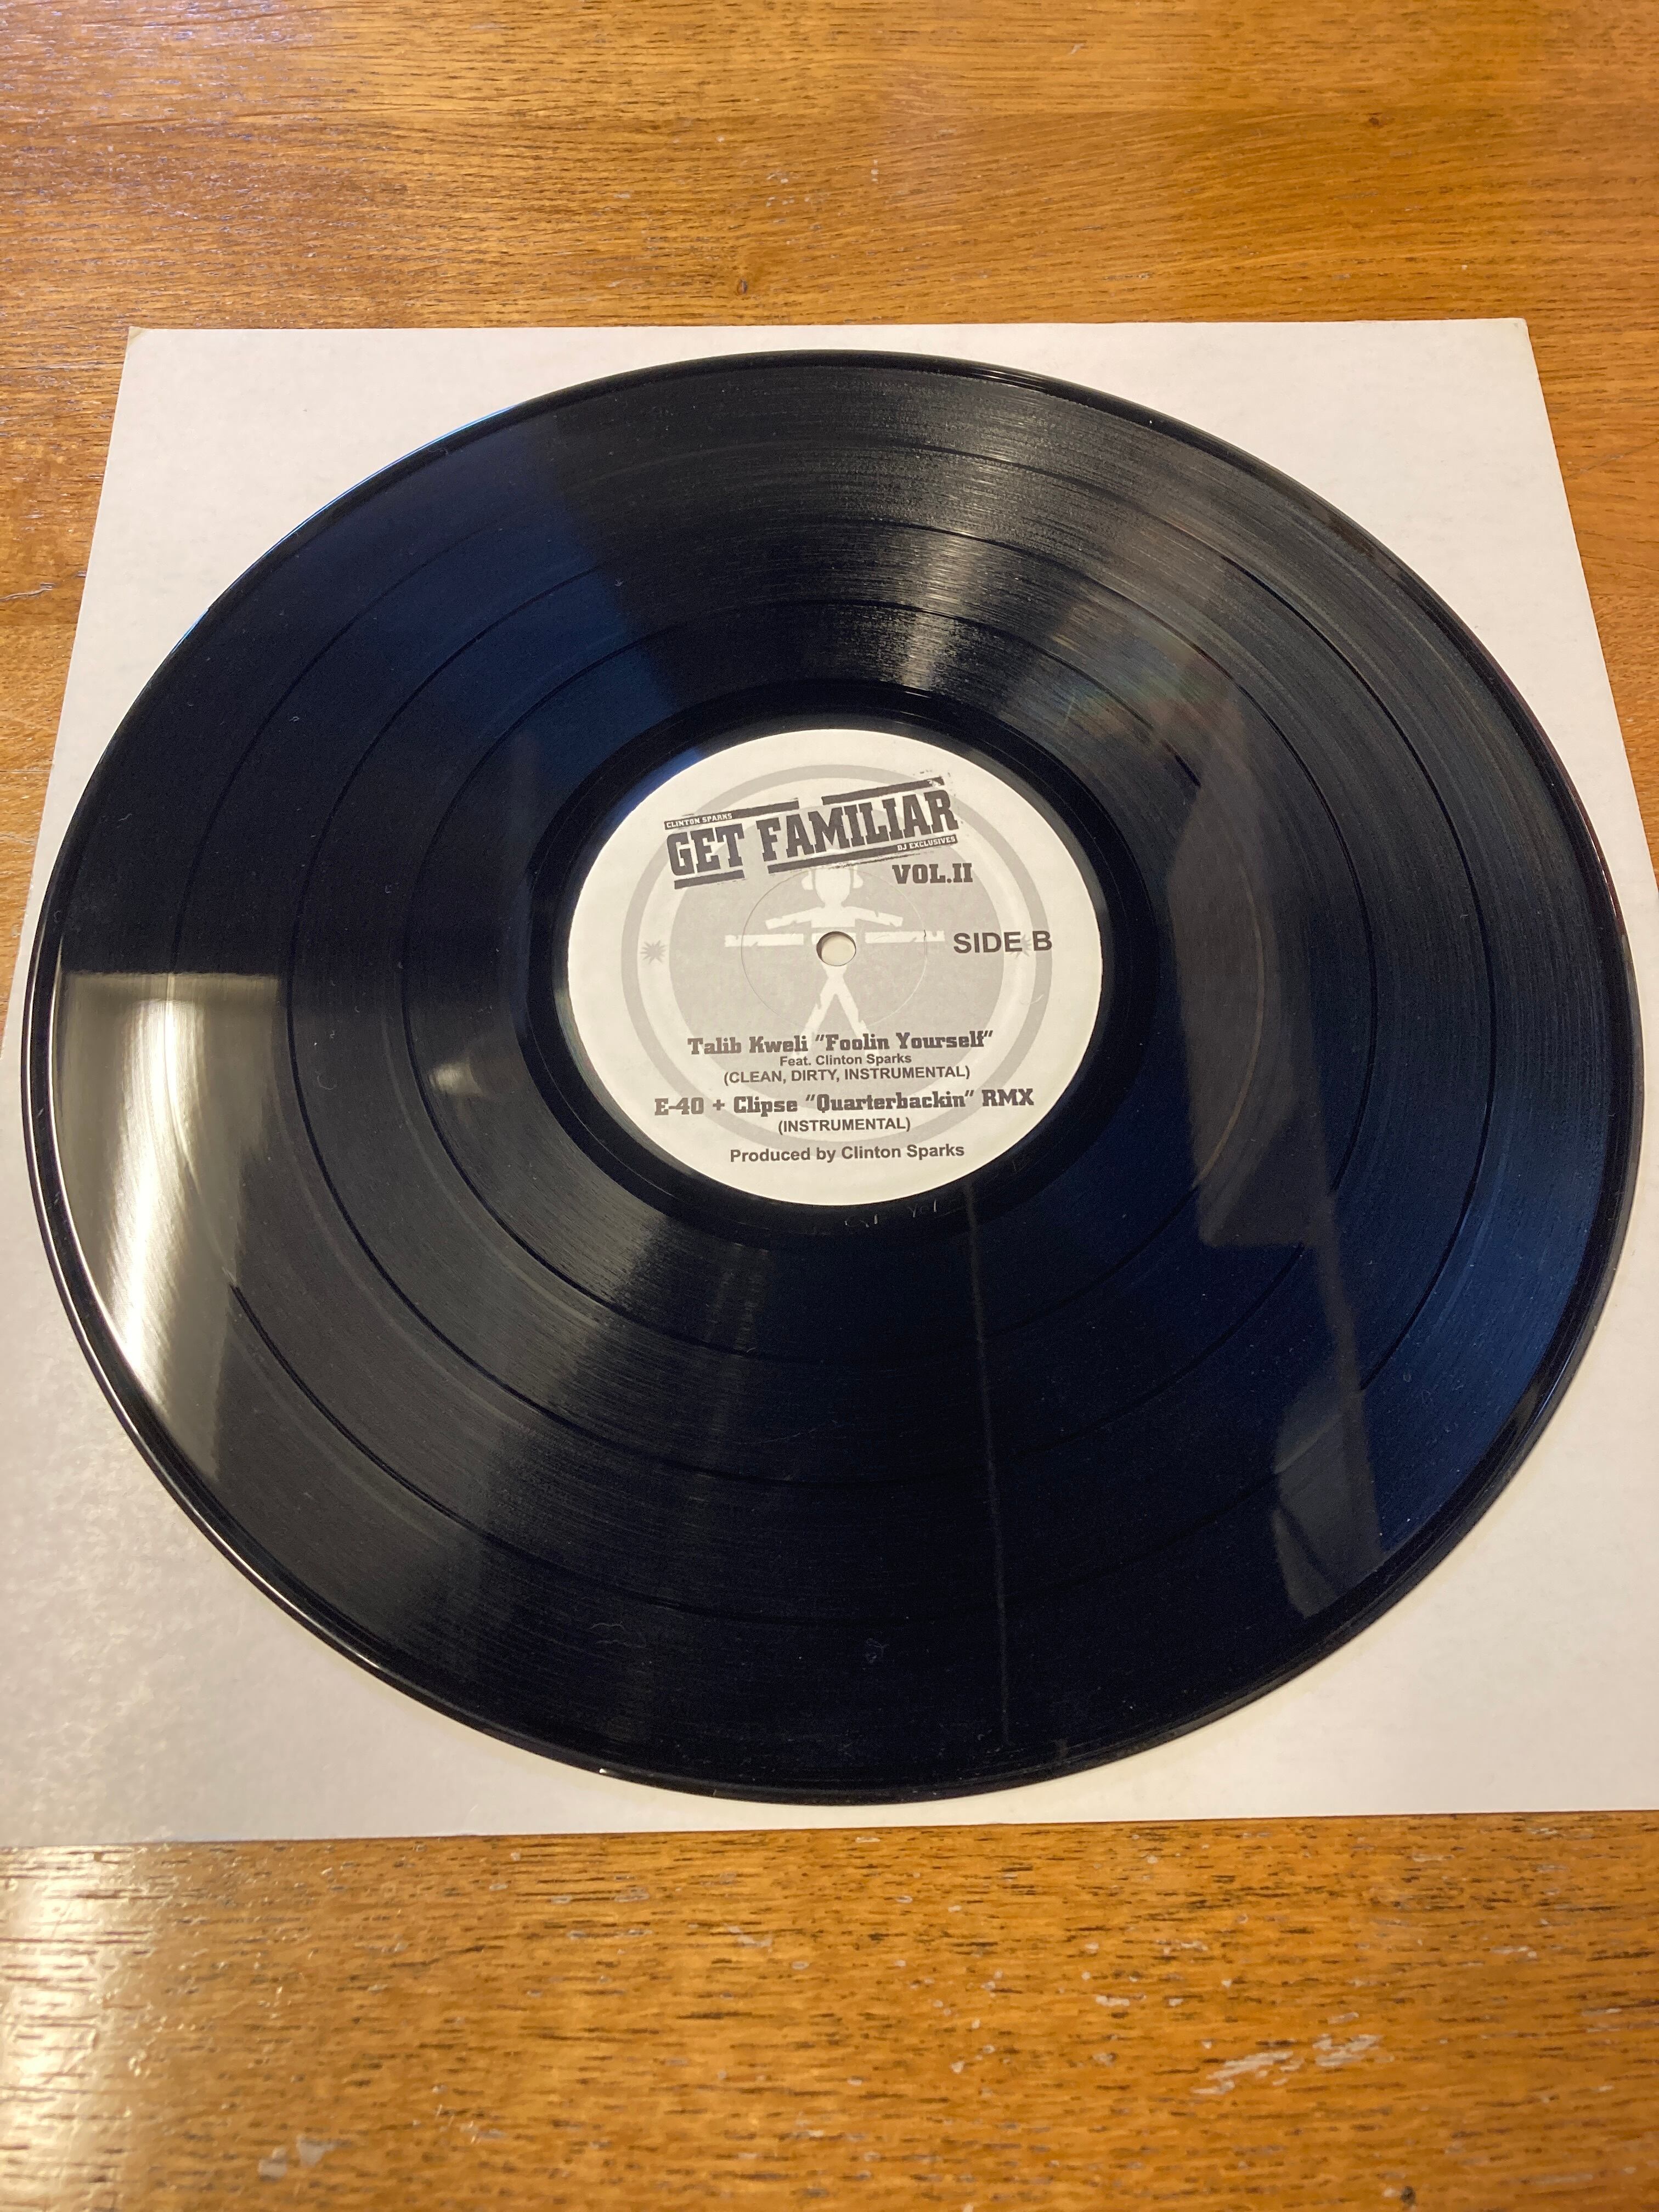 CLINTON SPARKS
GET FAMILIAR
DJ EXCLUSIVES
VOL.II
SIDE B
Talib Kweli "Foolin Yourself"
Feat. Clinton Sparks
(CLEAN, DIRTY, INSTRUMENTAL)
E-40 + Clipse "Quarterbackin" RMX
(INSTRUMENTAL)
Produced by Clinton Sparks